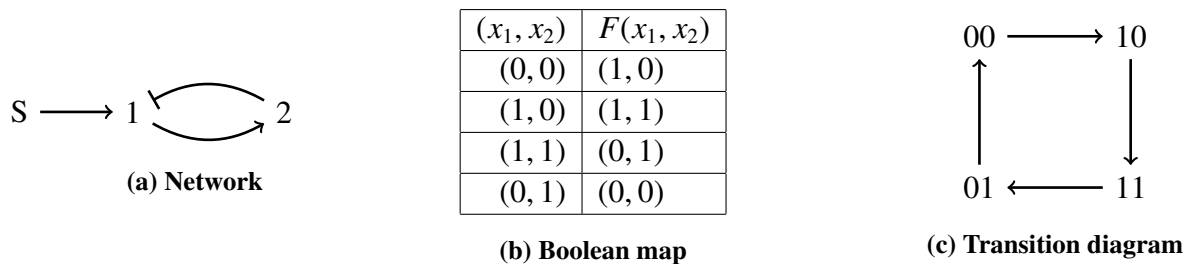 S 1 2
(a) Network
(x₁, x₂) F(x₁, x₂)
(0, 0) (1, 0)
(1, 0) (1, 1)
(1, 1) (0, 1)
(0, 1) (0, 0)
(b) Boolean map
00 10
01 11
(c) Transition diagram